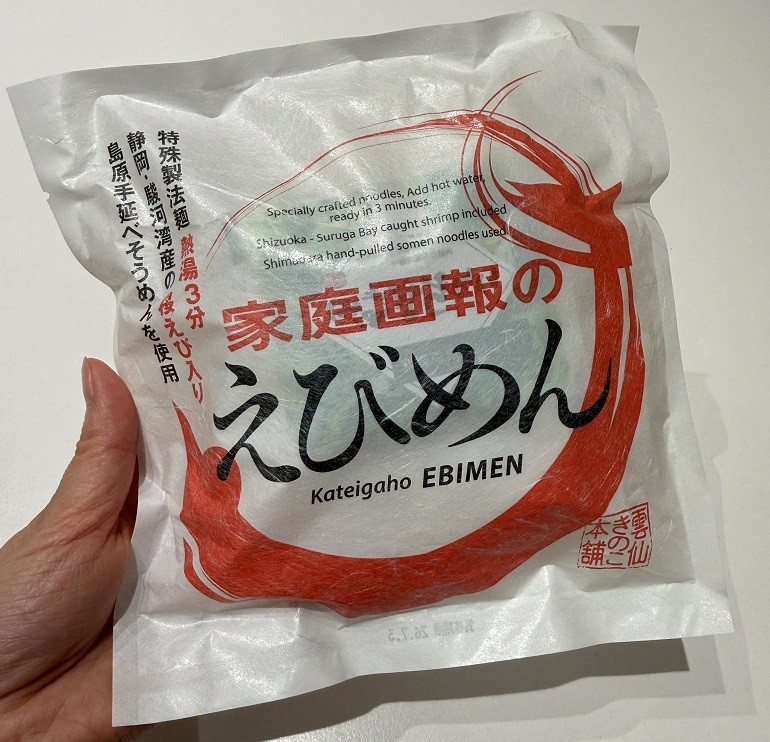 特殊製法麺 熱湯3分
静岡、駿河湾産の桜えび入り
島原手延べそうめんを使用
Specially crafted noodles, Add hot water,
ready in 3 minutes.
Shizuoka - Suruga Bay caught shrimp included
Shimabara hand-pulled somen noodles used
家庭画報の
えびめん
Kateigaho EBIMEN
雲仙
きのこ
本舗
26.7.3